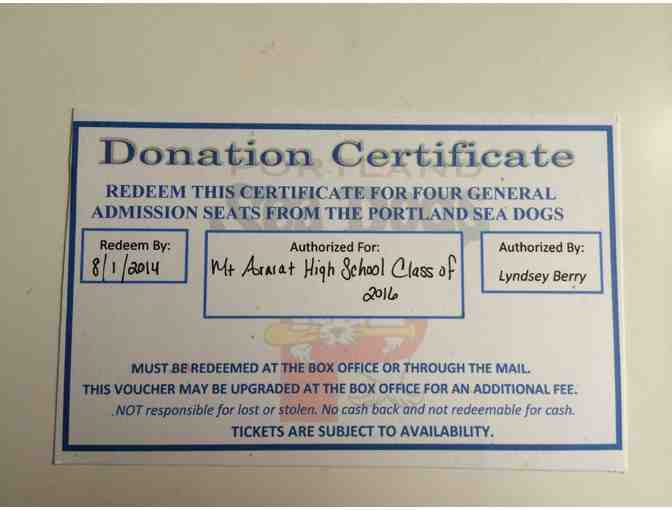 Donation Certificate
PORTLAND
REDEEM THIS CERTIFICATE FOR FOUR GENERAL
ADMISSION SEATS FROM THE PORTLAND SEA DOGS
Redeem By:
8/1/2014
Authorized For:
Mt Ararat High School Class of
2016
Authorized By:
Lyndsey Berry
MUST BE REDEEMED AT THE BOX OFFICE OR THROUGH THE MAIL.
THIS VOUCHER MAY BE UPGRADED AT THE BOX OFFICE FOR AN ADDITIONAL FEE.
NOT responsible for lost or stolen. No cash back and not redeemable for cash.
TICKETS ARE SUBJECT TO AVAILABILITY.